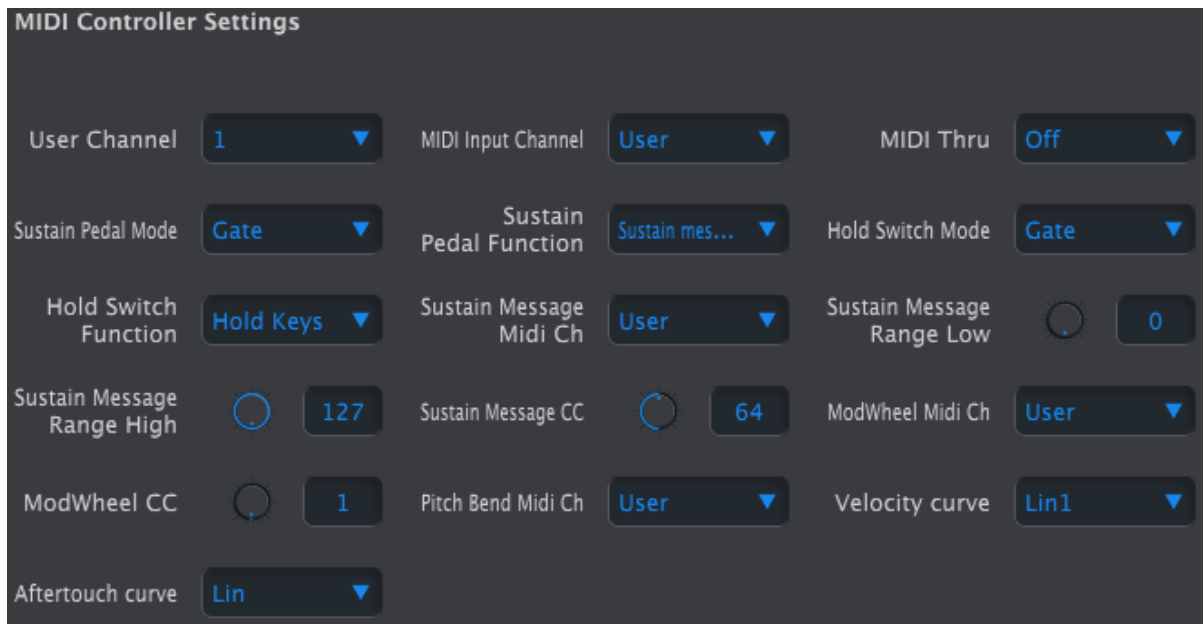 MIDI Controller Settings
User Channel 1 MIDI Input Channel User MIDI Thru Off
Sustain Pedal Mode Gate Sustain
Pedal Function Sustain mes... Hold Switch Mode Gate
Hold Switch
Function Hold Keys Sustain Message
Midi Ch User Sustain Message
Range Low 0
Sustain Message
Range High 127 Sustain Message CC 64 ModWheel Midi Ch User
ModWheel CC 1 Pitch Bend Midi Ch User Velocity curve Lin1
Aftertouch curve Lin